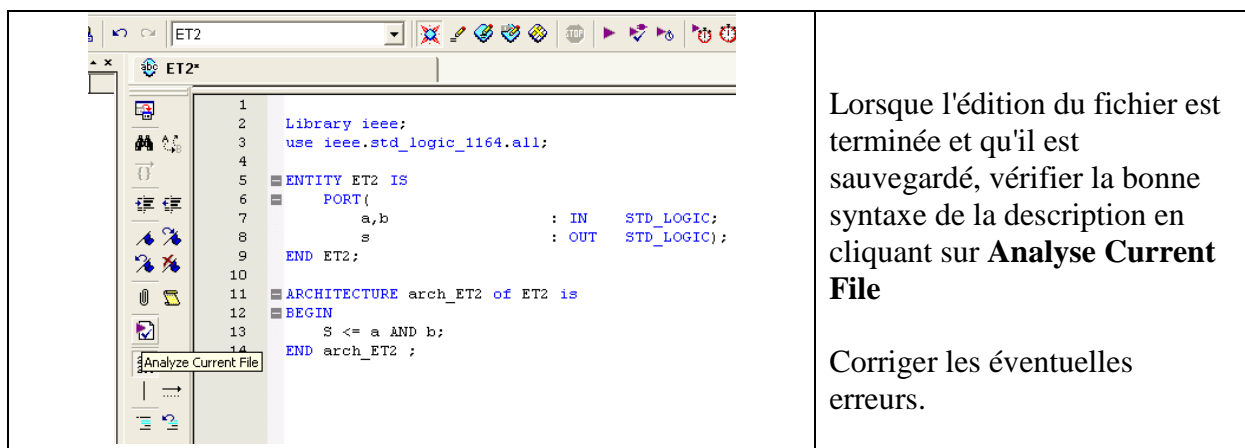 ET2
STOP
abc ET2*
1
2 Library ieee;
3 use ieee.std_logic_1164.all;
4
5 ENTITY ET2 IS
6 PORT(
7 a,b : IN STD_LOGIC;
8 s : OUT STD_LOGIC);
9 END ET2;
10
11 ARCHITECTURE arch_ET2 of ET2 is
12 BEGIN
13 S <= a AND b;
14 END arch_ET2 ;
Analyze Current File
Lorsque l'édition du fichier est
terminée et qu'il est
sauvegardé, vérifier la bonne
syntaxe de la description en
cliquant sur Analyse Current
File
Corriger les éventuelles
erreurs.